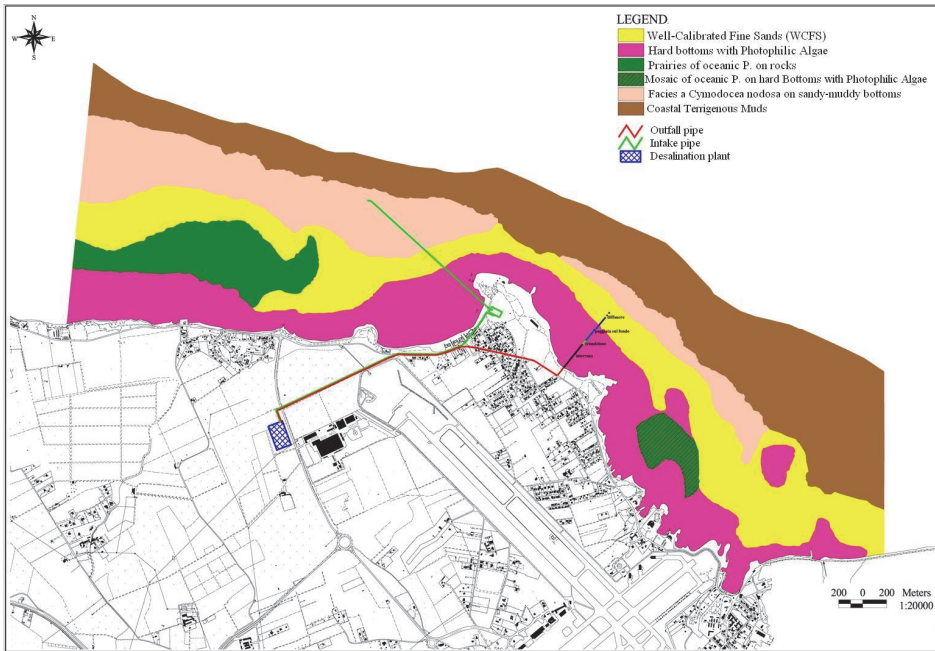 N
W
E
S
LEGEND.
Well-Calibrated Fine Sands (WCFS)
Hard bottoms with Photophilic Algae
Prairies of oceanic P. on rocks
Mosaic of oceanic P. on hard Bottoms with Photophilic Algae
Facies a Cymodocea nodosa on sandy-muddy bottoms
Coastal Terrigenous Muds
Outfall pipe
Intake pipe
Desalination plant
diffusore
200 0 200 Meters
1:20000